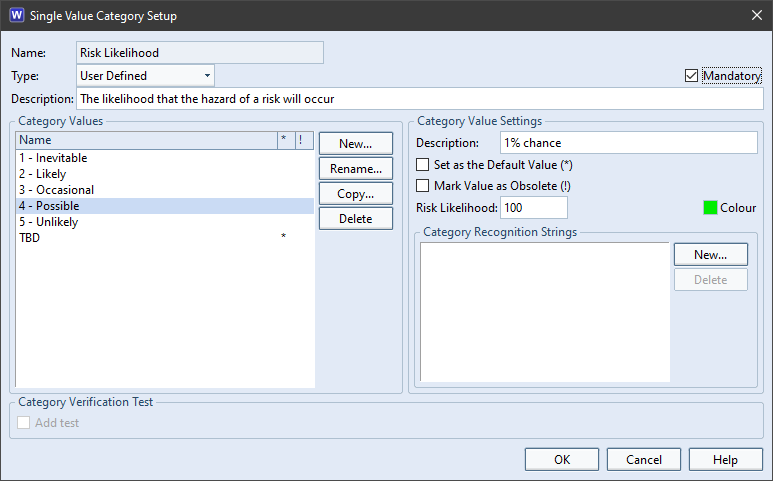 W Single Value Category Setup
Name: Risk Likelihood
Type: User Defined Mandatory
Description: The likelihood that the hazard of a risk will occur
Category Values
Name * !
1 - Inevitable
2 - Likely
3 - Occasional
4 - Possible
5 - Unlikely
TBD *
New...
Rename...
Copy...
Delete
Category Value Settings
Description: 1% chance
Set as the Default Value (*)
Mark Value as Obsolete (!)
Risk Likelihood: 100 Colour
Category Recognition Strings
New...
Delete
Category Verification Test
Add test
OK Cancel Help